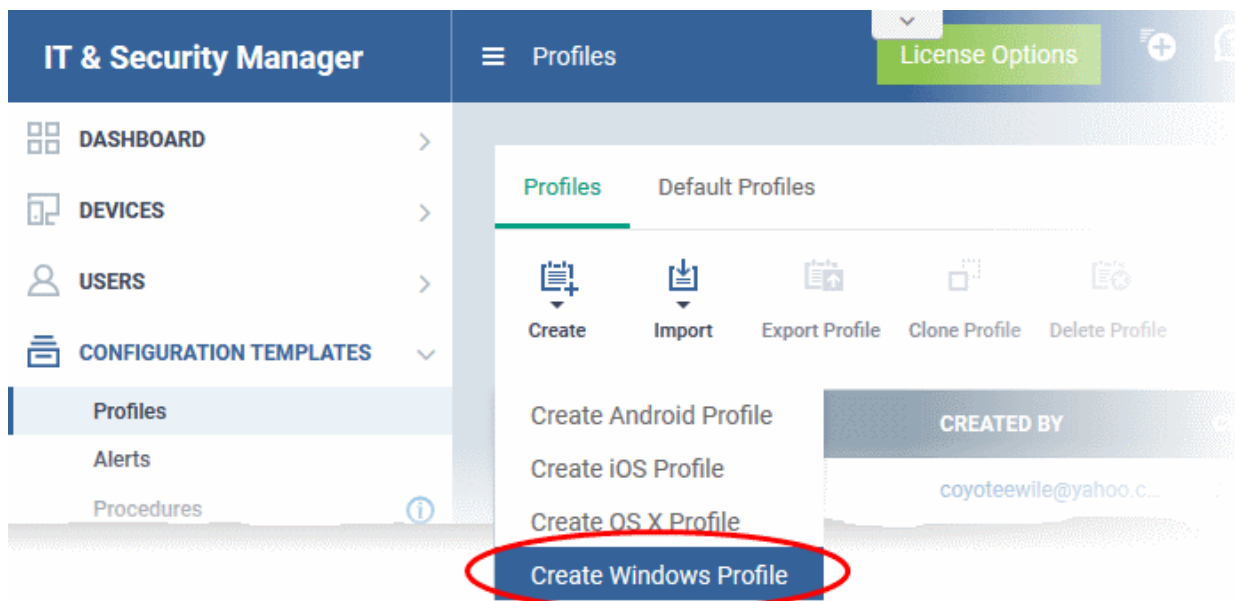 IT & Security Manager
Profiles
License Options
DASHBOARD
DEVICES
USERS
CONFIGURATION TEMPLATES
Profiles
Alerts
Procedures
Profiles Default Profiles
Create Import Export Profile Clone Profile Delete Profile
Create Android Profile
Create iOS Profile
Create OS X Profile
Create Windows Profile
CREATED BY
coyoteewile@yahoo.c...